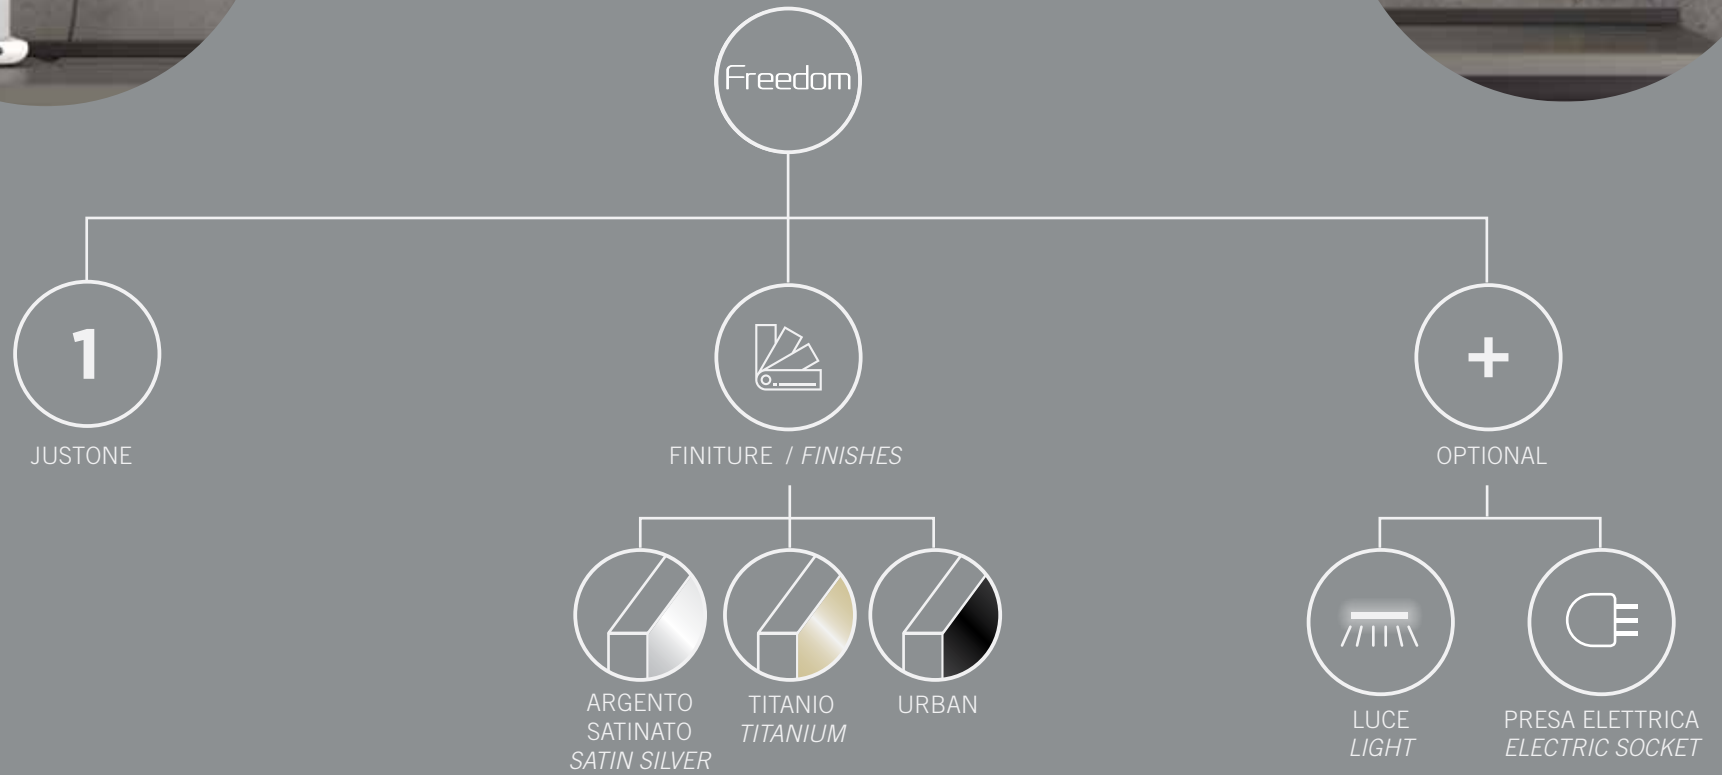 Freedom
1
JUSTONE
FINITURE / FINISHES
+
OPTIONAL
ARGENTO
SATINATO
SATIN SILVER
TITANIO
TITANIUM
URBAN
LUCE
LIGHT
PRESA ELETTRICA
ELECTRIC SOCKET